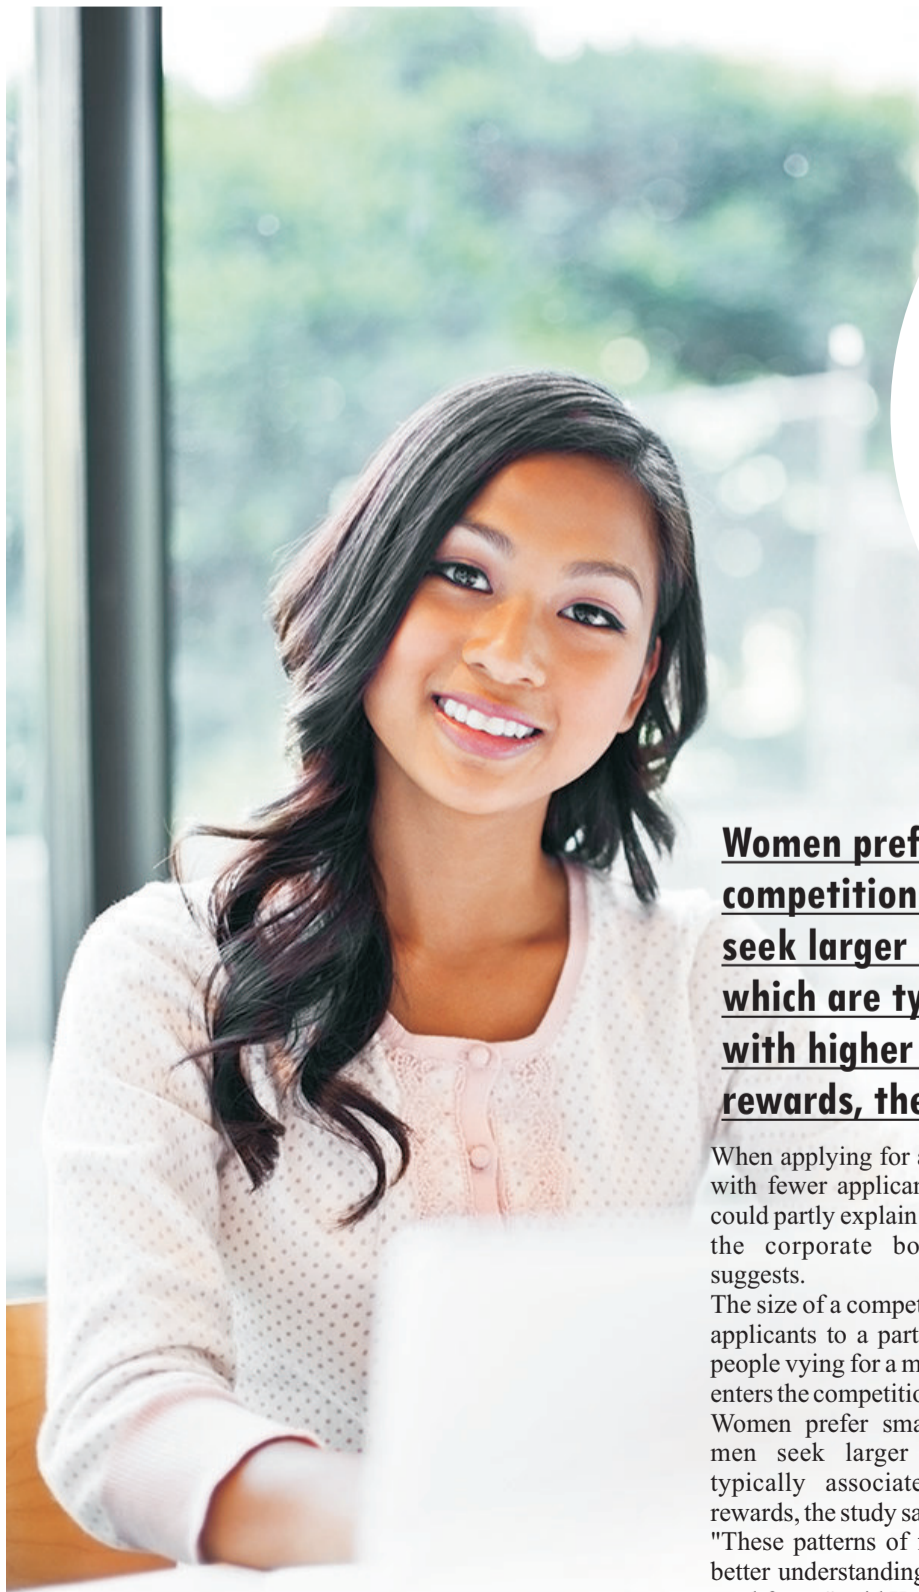 Women pref
competition
seek larger
which are ty
with higher
rewards, the
When applying for a
with fewer applican
could partly explain
the corporate bo
suggests.
The size of a compet
applicants to a part
people vying for a m
enters the competitio
Women prefer sma
men seek larger
typically associate
rewards, the study sa
"These patterns of
better understanding